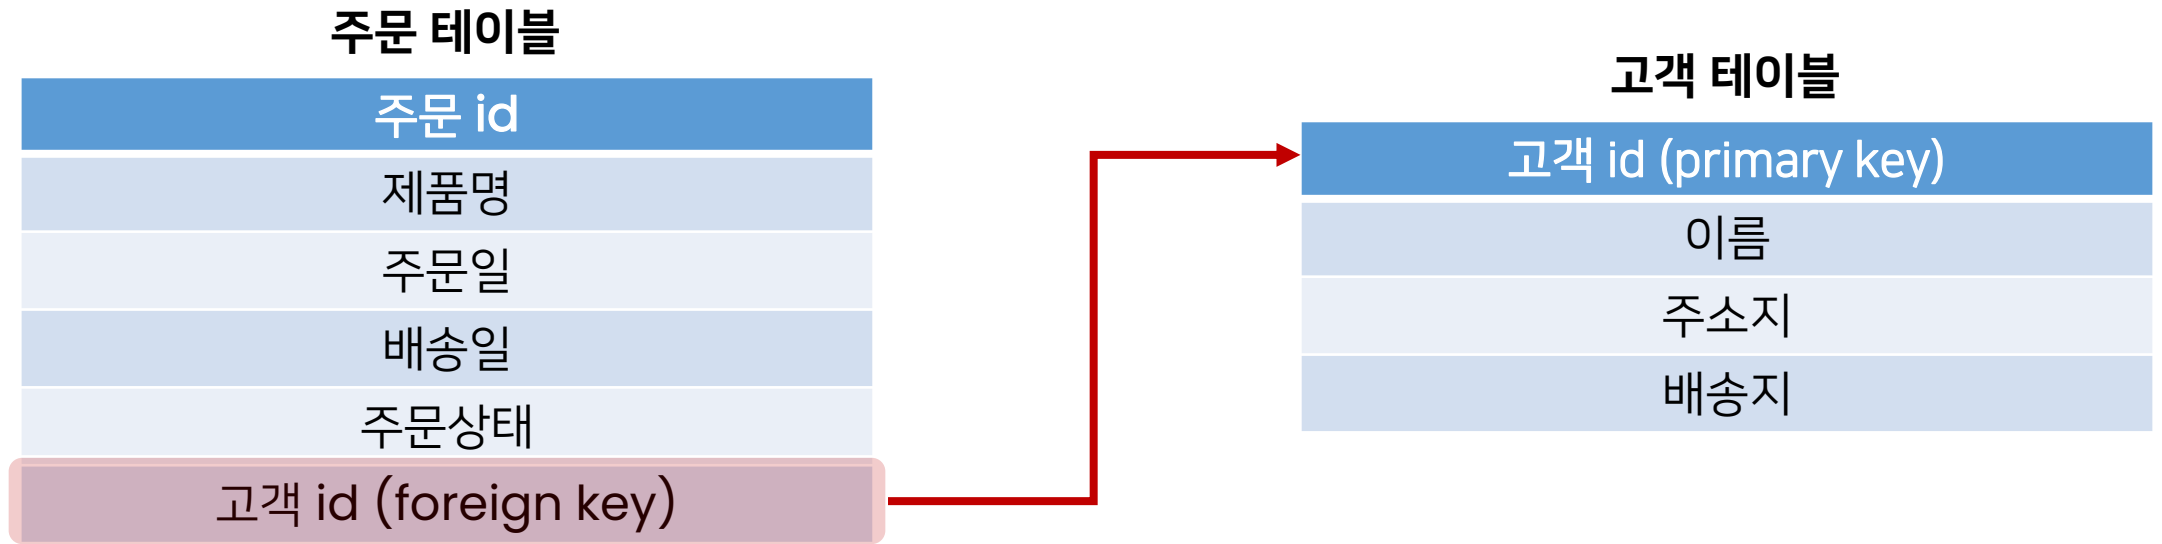 주문 테이블
주문 id
제품명
주문일
배송일
주문상태
고객 id (foreign key)
고객 테이블
고객 id (primary key)
이름
주소지
배송지